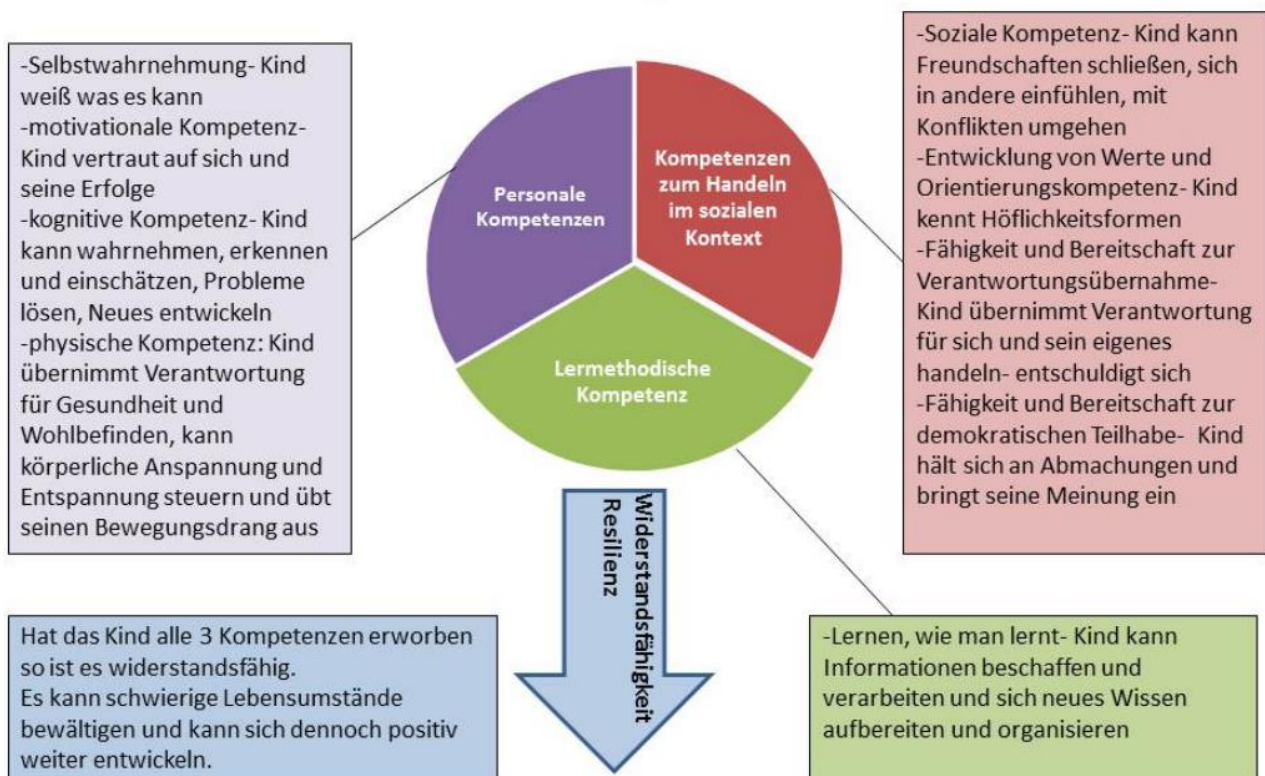 -Selbstwahrnehmung- Kind
weiß was es kann
-motivationale Kompetenz-
Kind vertraut auf sich und
seine Erfolge
-kognitive Kompetenz- Kind
kann wahrnehmen, erkennen
und einschätzen, Probleme
lösen, Neues entwickeln
-physische Kompetenz: Kind
übernimmt Verantwortung
für Gesundheit und
Wohlbefinden, kann
körperliche Anspannung und
Entspannung steuern und übt
seinen Bewegungsdrang aus
Personale
Kompetenzen
Kompetenzen
zum Handeln
im sozialen
Kontext
Lermethodische
Kompetenz
-Soziale Kompetenz- Kind kann
Freundschaften schließen, sich
in andere einfühlen, mit
Konflikten umgehen
-Entwicklung von Werte und
Orientierungskompetenz- Kind
kennt Höflichkeitsformen
-Fähigkeit und Bereitschaft zur
Verantwortungsübernahme-
Kind übernimmt Verantwortung
für sich und sein eigenes
handeln- entschuldigt sich
-Fähigkeit und Bereitschaft zur
demokratischen Teilhabe- Kind
hält sich an Abmachungen und
bringt seine Meinung ein
Widerstandsfähigkeit
Resilienz
Hat das Kind alle 3 Kompetenzen erworben
so ist es widerstandsfähig.
Es kann schwierige Lebensumstände
bewältigen und kann sich dennoch positiv
weiter entwickeln.
-Lernen, wie man lernt- Kind kann
Informationen beschaffen und
verarbeiten und sich neues Wissen
aufbereiten und organisieren